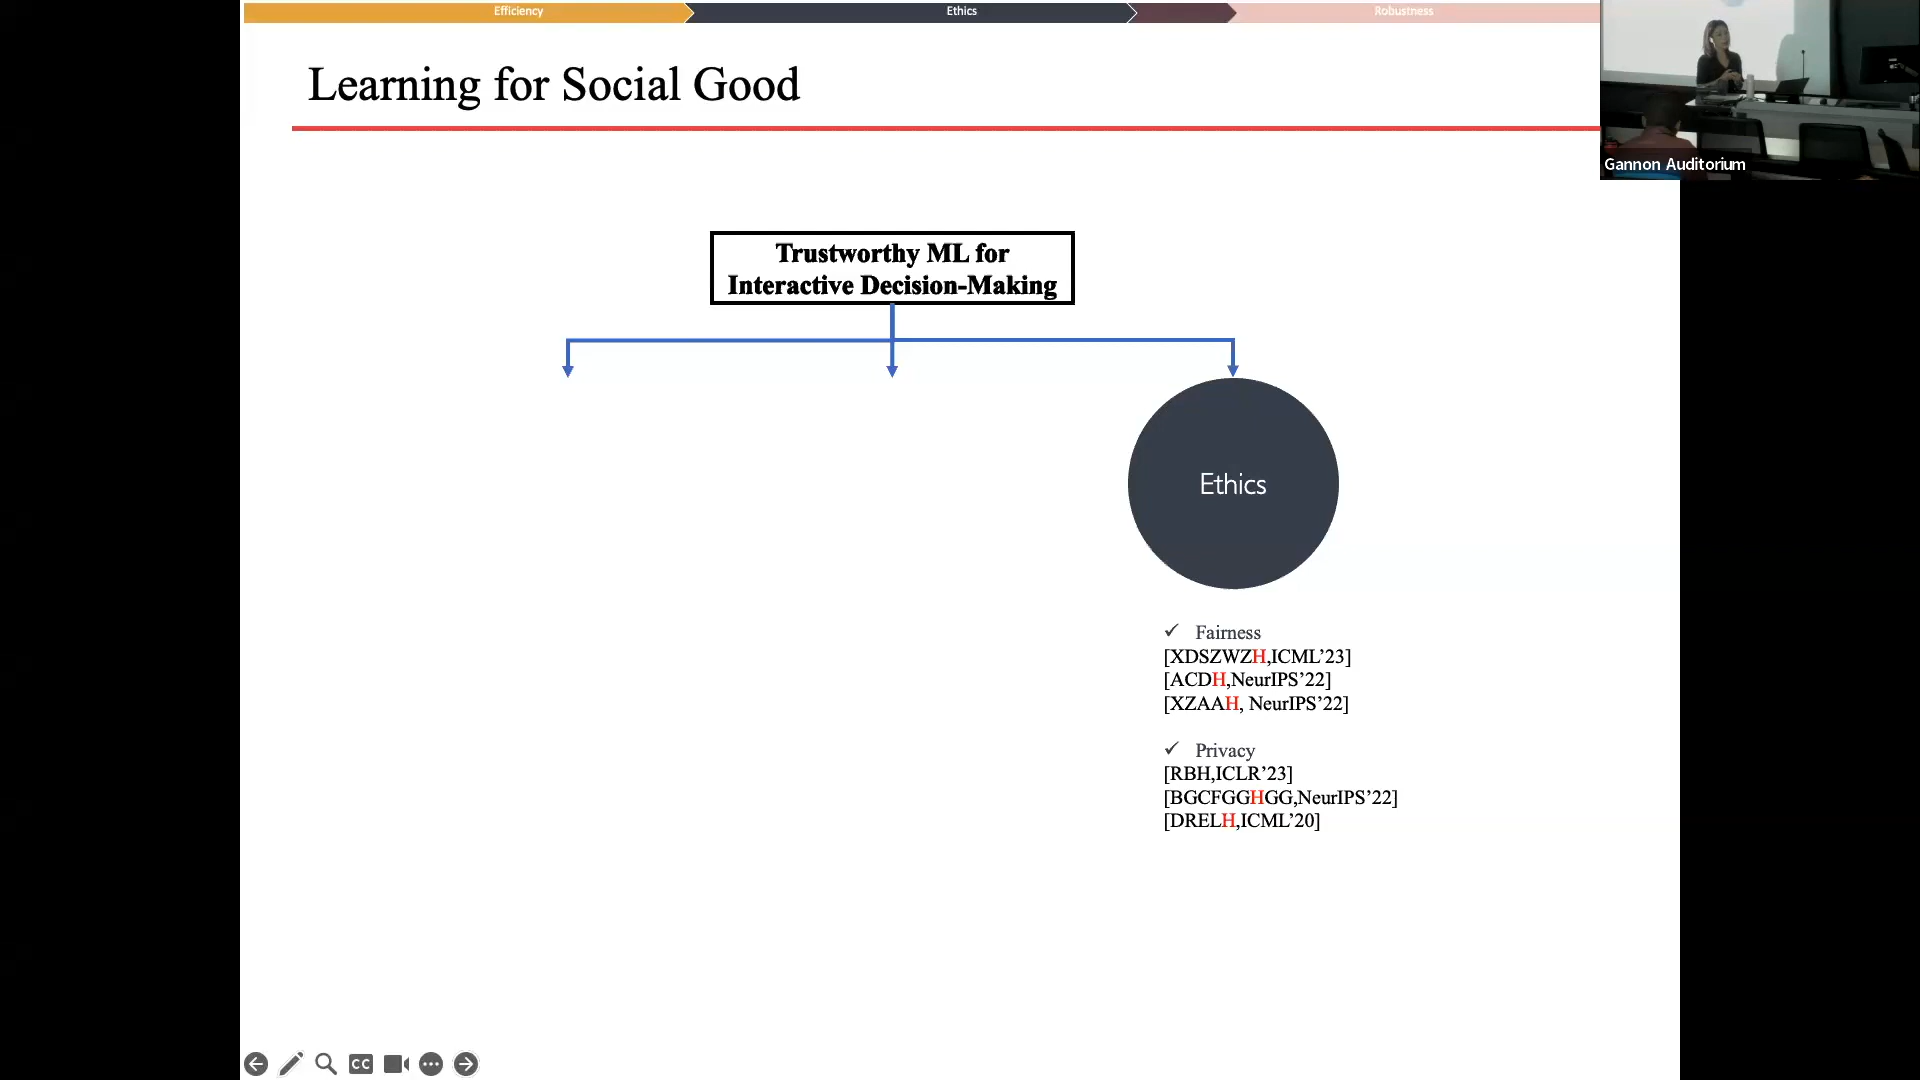 Efficiency
Ethics
Robustness
Learning for Social Good
Gannon Auditorium
Trustworthy ML for
Interactive Decision-Making
Ethics
✓ Fairness
[XDSZWZH,ICML’23]
[ACDH,NeurIPS’22]
[XZAAH, NeurIPS’22]
✓ Privacy
[RBH,ICLR’23]
[BGCFGGHGG,NeurIPS’22]
[DRELH,ICML’20]
CC